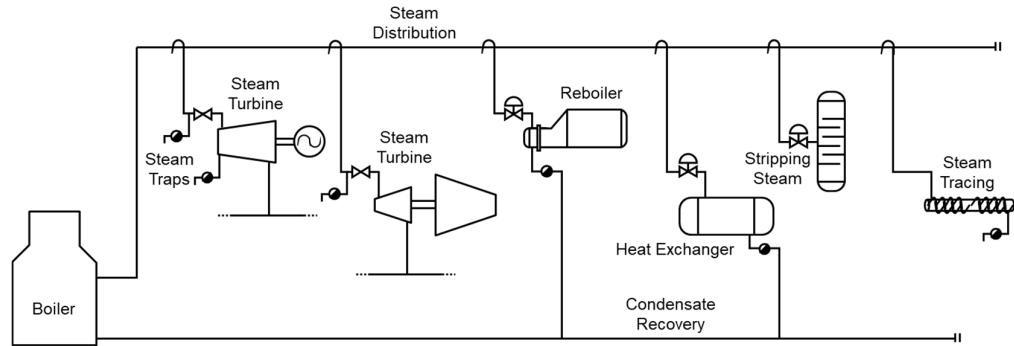 Steam
Distribution
Steam
Turbine
Steam
Traps
Steam
Turbine
Reboiler
Stripping
Steam
Steam
Tracing
Heat Exchanger
Boiler
Condensate
Recovery